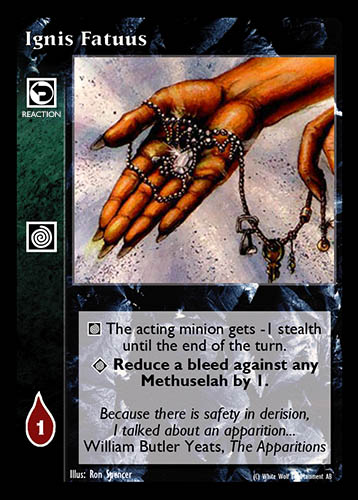 Ignis Fatuus
REACTION
The acting minion gets -1 stealth
until the end of the turn.
Reduce a bleed against any
Methuselah by 1.
Because there is safety in derision,
I talked about an apparition...
William Butler Yeats, The Apparitions
1
Illus: Ron Spencer
(C) White Wolf Entertainment AB